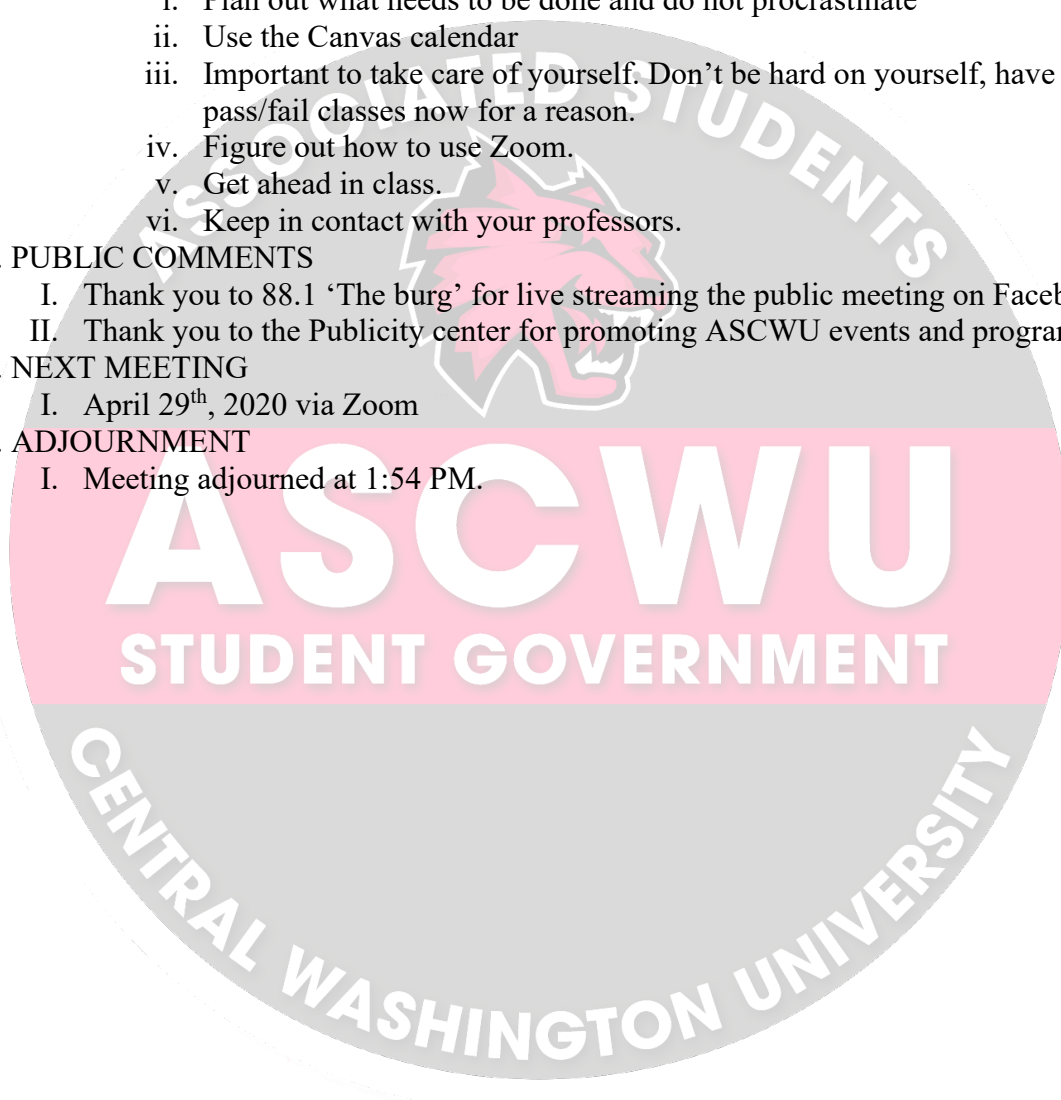 i. Plan out what needs to be done and do not procrastinate
ii. Use the Canvas calendar
iii. Important to take care of yourself. Don’t be hard on yourself, have
pass/fail classes now for a reason.
iv. Figure out how to use Zoom.
v. Get ahead in class.
vi. Keep in contact with your professors.
. PUBLIC COMMENTS
I. Thank you to 88.1 ‘The burg’ for live streaming the public meeting on Faceb
II. Thank you to the Publicity center for promoting ASCWU events and program
. NEXT MEETING
I. April 29th, 2020 via Zoom
. ADJOURNMENT
I. Meeting adjourned at 1:54 PM.
ASSOCIATED STUDENTS
ASCWU
STUDENT GOVERNMENT
CENTRAL WASHINGTON UNIVERSITY